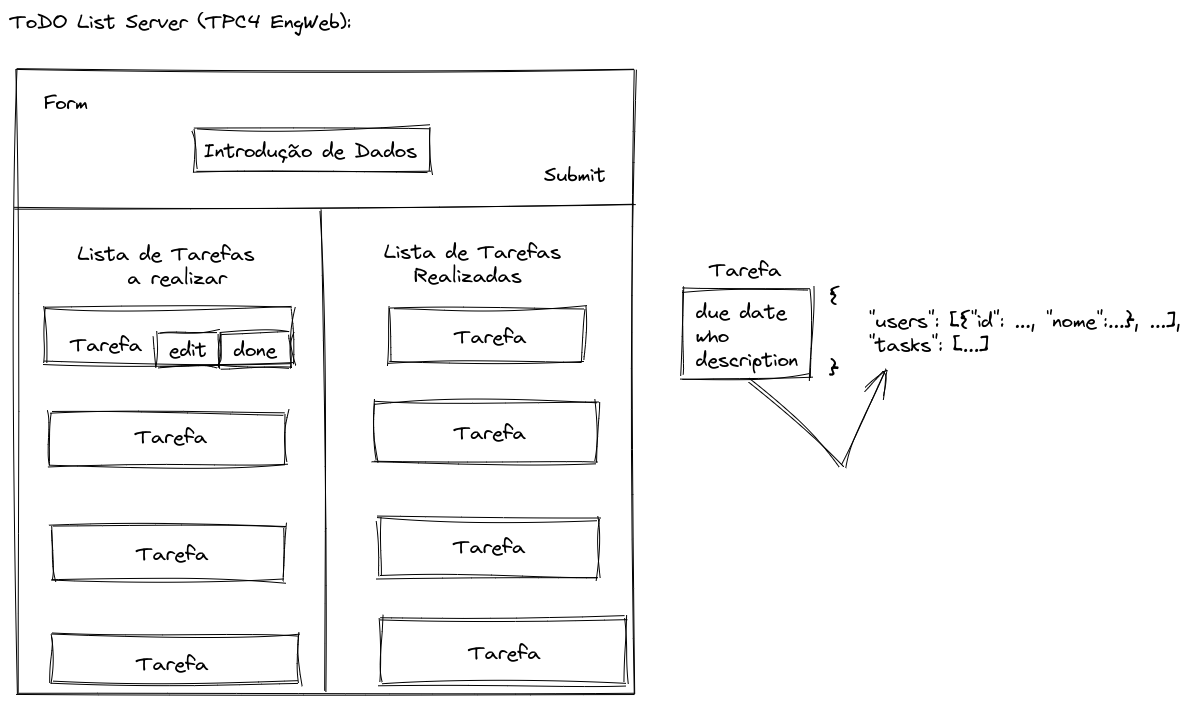 ToDO List Server (TPC4 EngWeb):
Form
Introdução de Dados
Submit
Lista de Tarefas
a realizar
Tarefa edit done
Tarefa
Tarefa
Tarefa
Lista de Tarefas
Realizadas
Tarefa
Tarefa
Tarefa
Tarefa
Tarefa
due date
who
description
{
"users": [{"id": ..., "nome":...}, ...],
"tasks": [...]
}